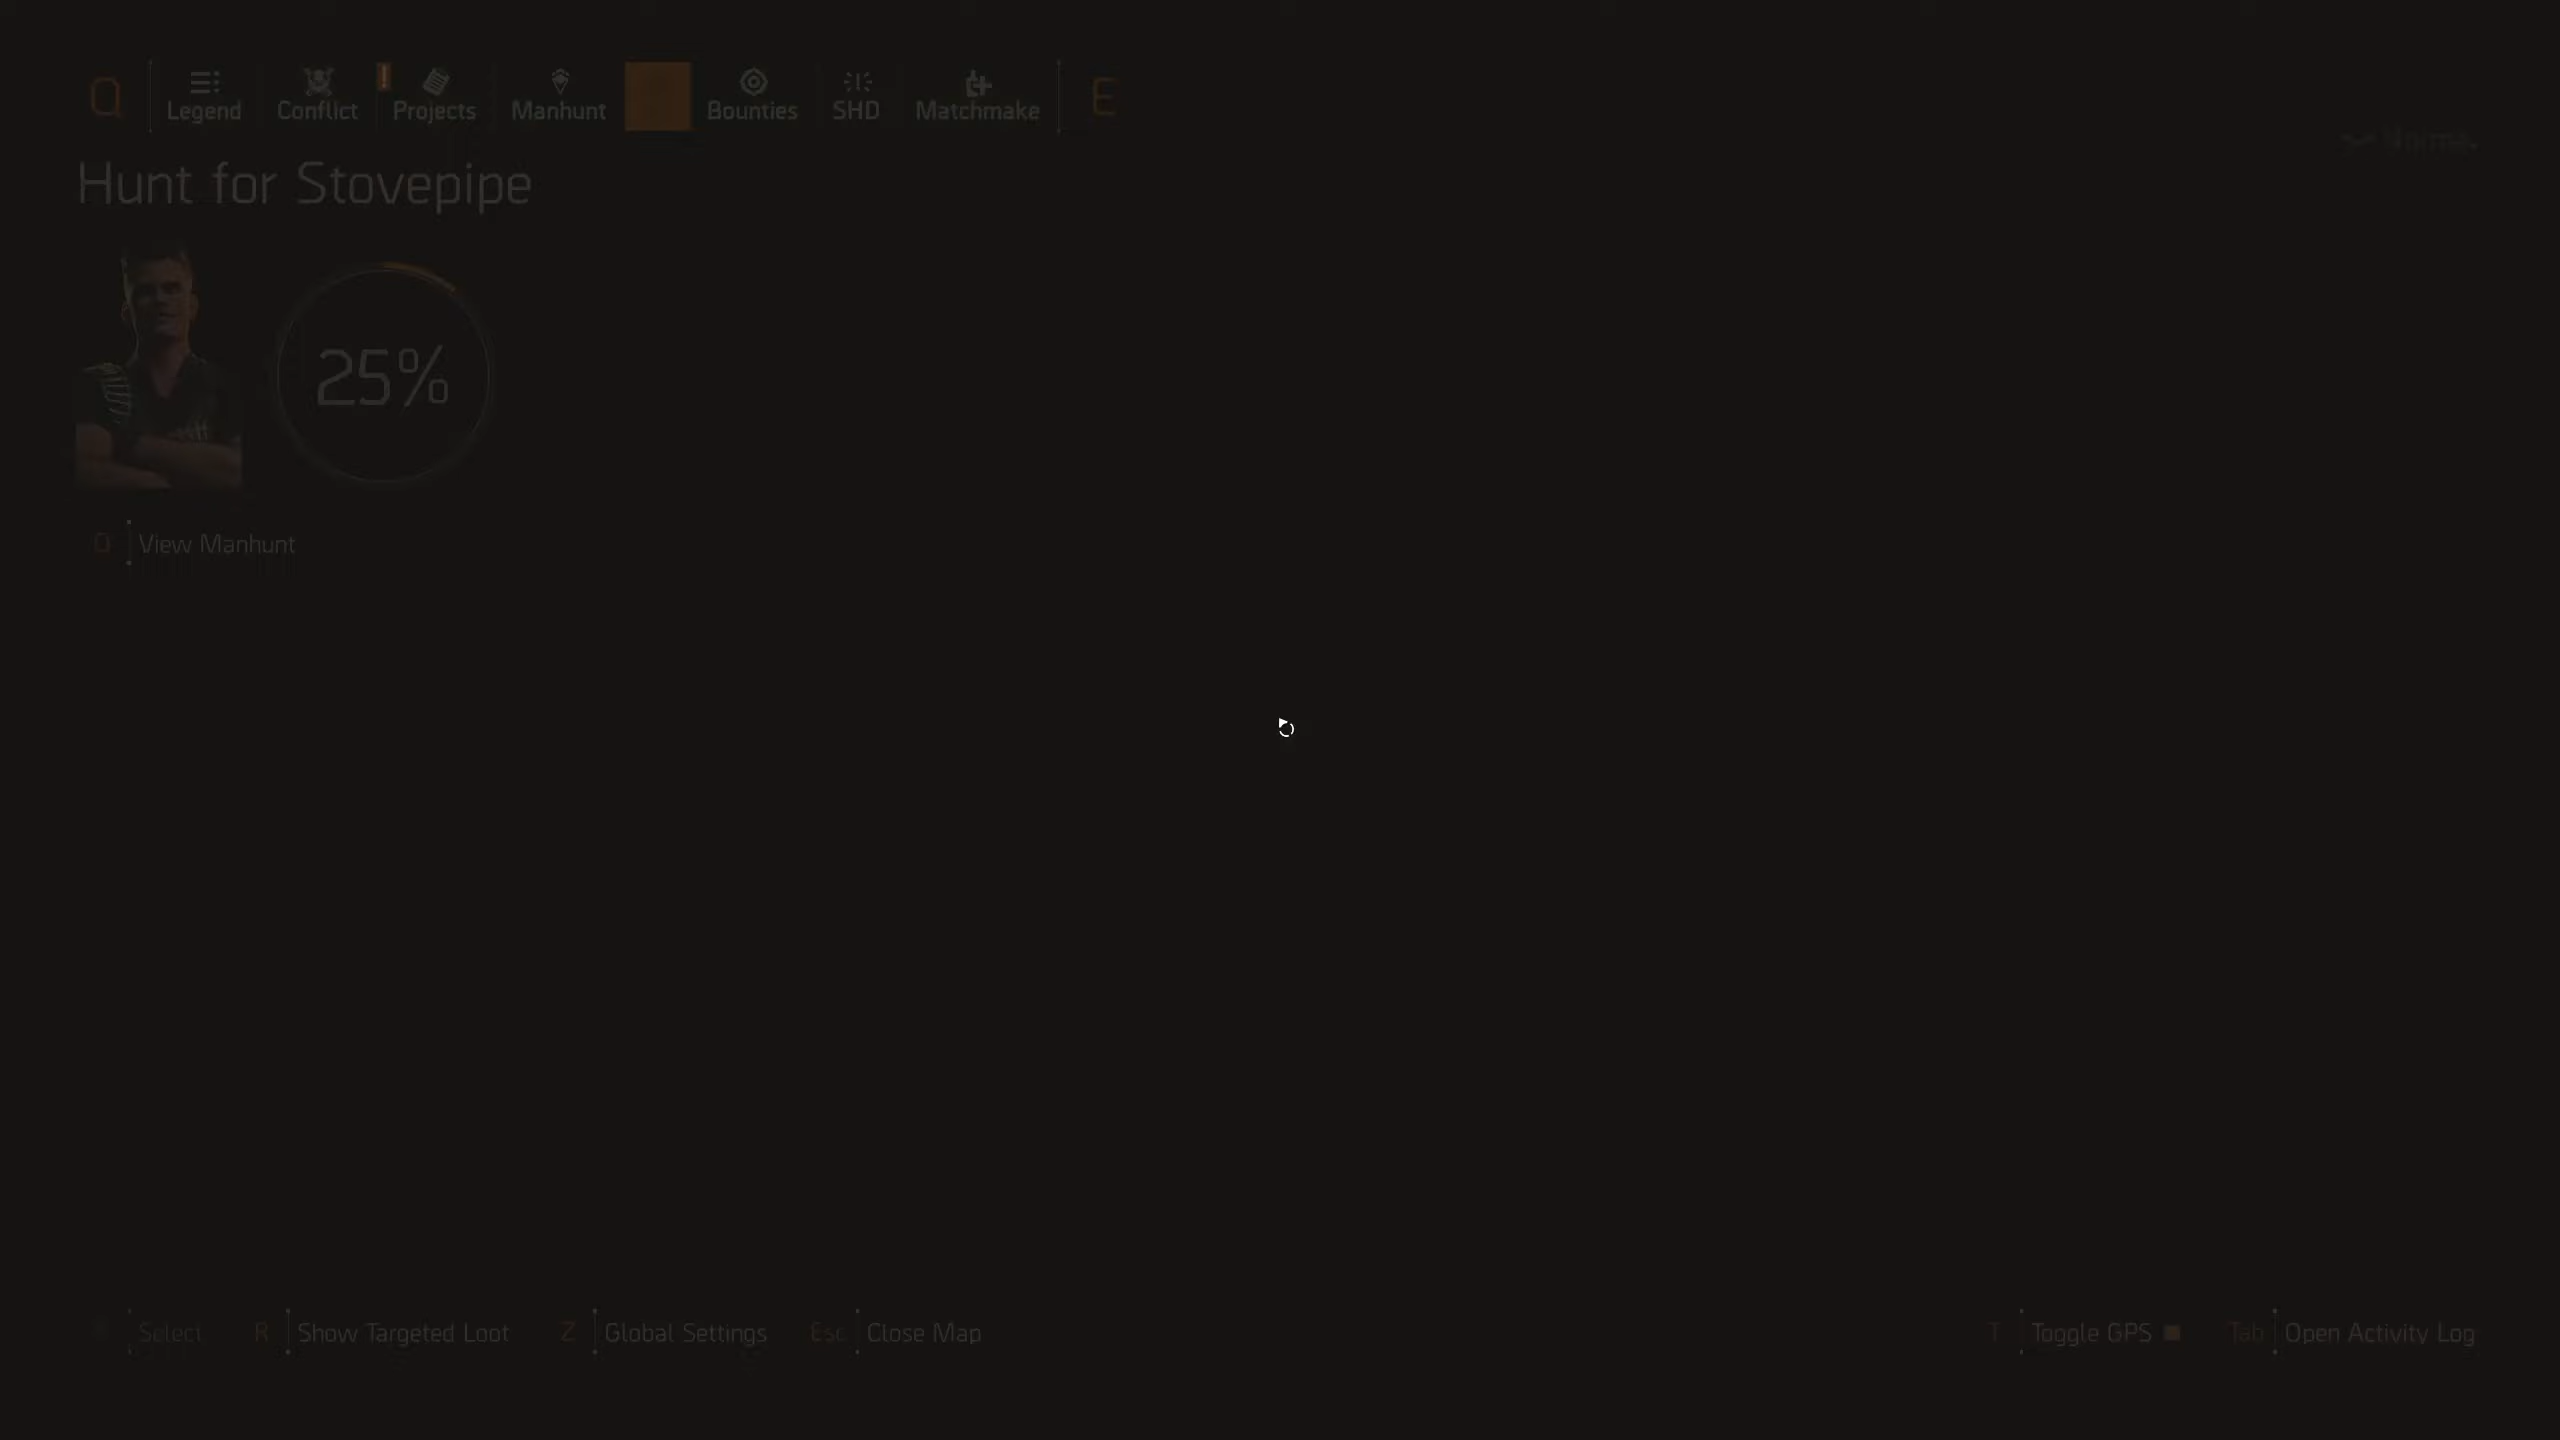 Q Legend Conflict ! Projects Manhunt Bounties SHD Matchmake E
Hunt for Stovepipe
25%
View Manhunt
Select R Show Targeted Loot Z Global Settings Esc Close Map T Toggle GPS Tab Open Activity Log